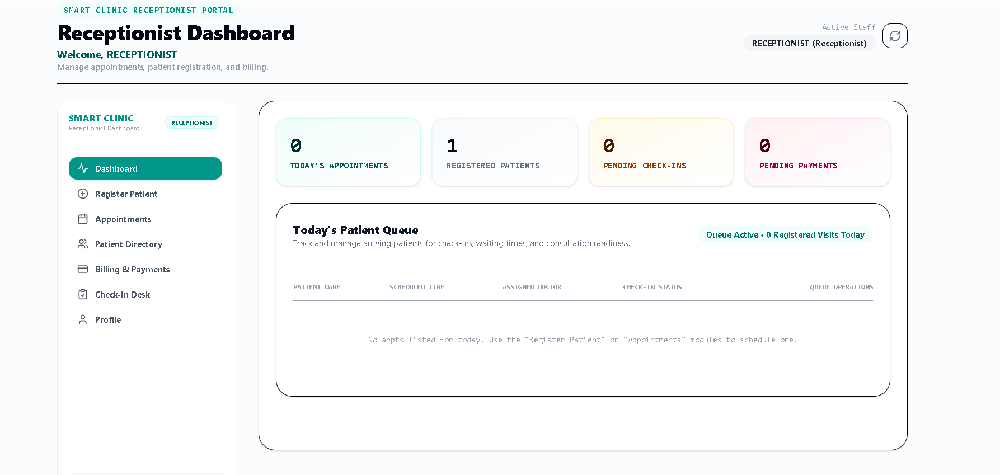 SMART CLINIC RECEPTIONIST PORTAL
Receptionist Dashboard
Welcome, RECEPTIONIST
Manage appointments, patient registration, and billing.
Active Staff
RECEPTIONIST (Receptionist)
SMART CLINIC
Receptionist Dashboard
RECEPTIONIST
Dashboard
Register Patient
Appointments
Patient Directory
Billing & Payments
Check-In Desk
Profile
0
TODAY'S APPOINTMENTS
1
REGISTERED PATIENTS
0
PENDING CHECK-INS
0
PENDING PAYMENTS
Today's Patient Queue
Track and manage arriving patients for check-ins, waiting times, and consultation readiness.
Queue Active • 0 Registered Visits Today
PATIENT NAME SCHEDULED TIME ASSIGNED DOCTOR CHECK-IN STATUS QUEUE OPERATIONS
No appts listed for today. Use the "Register Patient" or "Appointments" modules to schedule one.